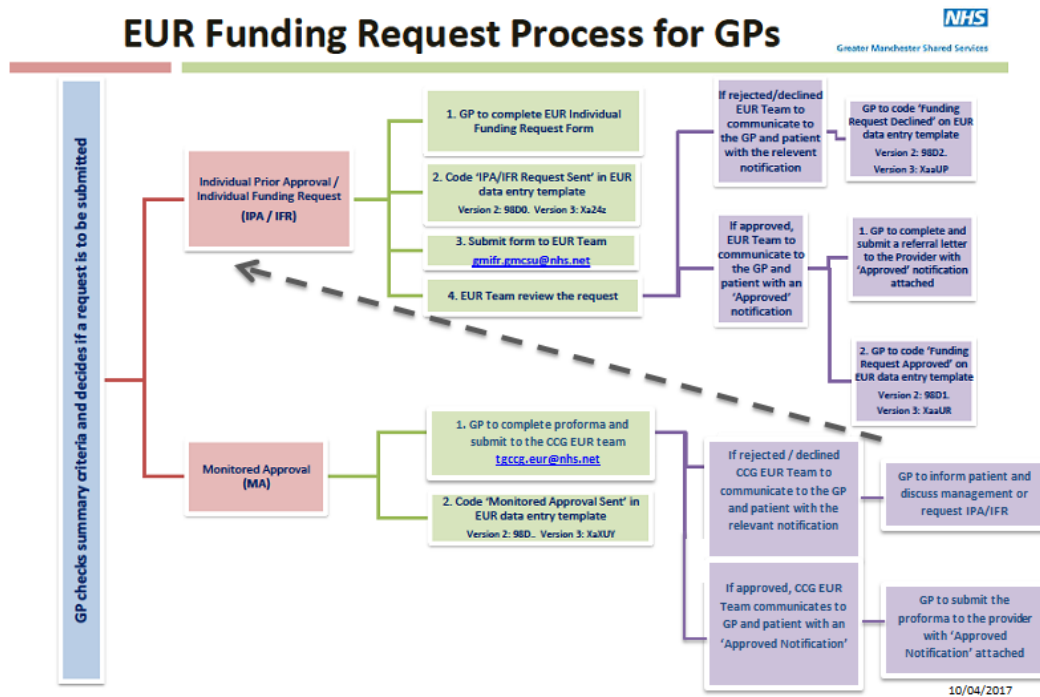 EUR Funding Request Process for GPs
NHS
Greater Manchester Shared Services
GP checks summary criteria and decides if a request is to be submitted
Individual Prior Approval /
Individual Funding Request
(IPA / IFR)
1. GP to complete EUR Individual
Funding Request Form
2. Code 'IPA/IFR Request Sent' in EUR
data entry template
Version 2: 98D0. Version 3: Xa24z
3. Submit form to EUR Team
gmifr.gmcsu@nhs.net
4. EUR Team review the request
If rejected/declined
EUR Team to
communicate to
the GP and patient
with the relevant
notification
GP to code 'Funding
Request Declined' on EUR
data entry template
Version 2: 98D2.
Version 3: XaaUP
If approved,
EUR Team to
communicate to
the GP and
patient with an
'Approved'
notification
1. GP to complete and
submit a referral letter
to the Provider with
'Approved' notification
attached
2. GP to code 'Funding
Request Approved' on
EUR data entry template
Version 2: 98D1.
Version 3: XaaUR
Monitored Approval
(MA)
1. GP to complete proforma and
submit to the CCG EUR team
tgccg.eur@nhs.net
2. Code 'Monitored Approval Sent' in
EUR data entry template
Version 2: 98D.. Version 3: XaXUY
If rejected / declined
CCG EUR Team to
communicate to the GP
and patient with the
relevant notification
GP to inform patient and
discuss management or
request IPA/IFR
If approved, CCG EUR
Team communicates to
GP and patient with an
'Approved Notification'
GP to submit the
proforma to the provider
with 'Approved
Notification' attached
10/04/2017